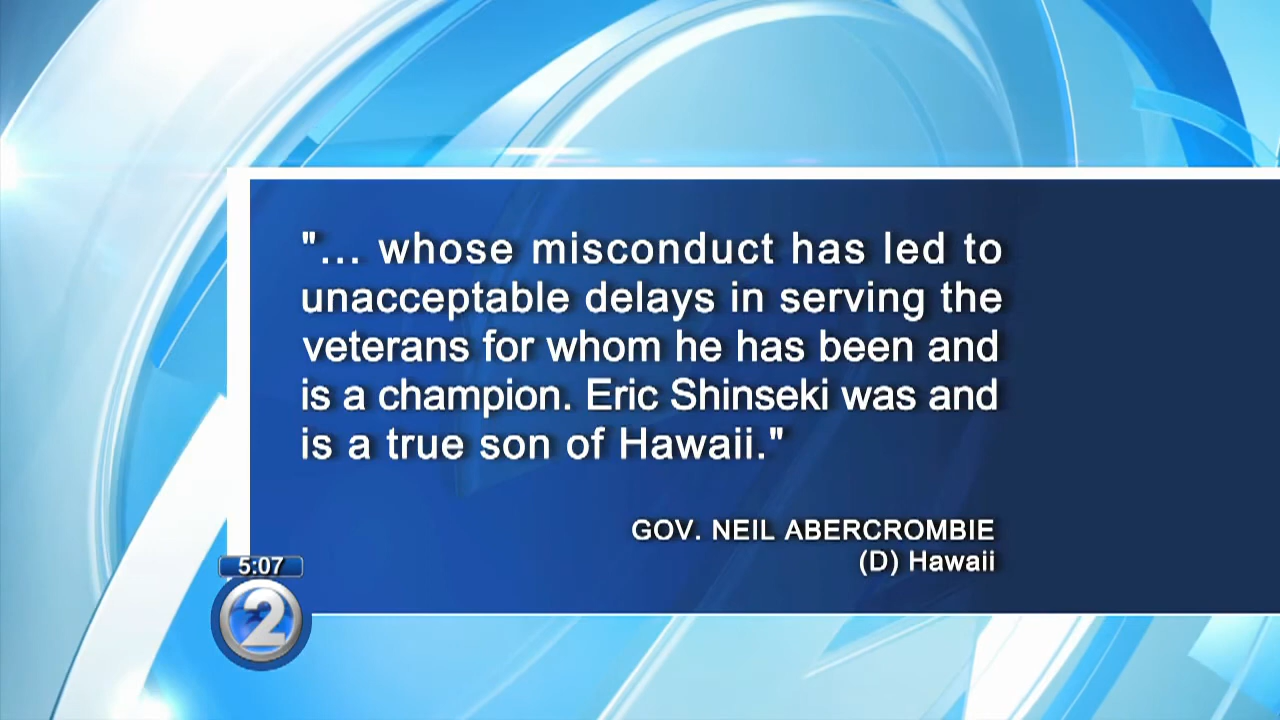 "... whose misconduct has led to
unacceptable delays in serving the
veterans for whom he has been and
is a champion. Eric Shinseki was and
is a true son of Hawaii."
GOV. NEIL ABERCROMBIE
(D) Hawaii
5:07
2